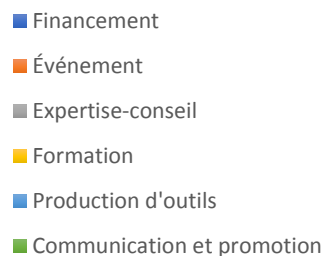 Financement
Événement
Expertise-conseil
Formation
Production d'outils
Communication et promotion